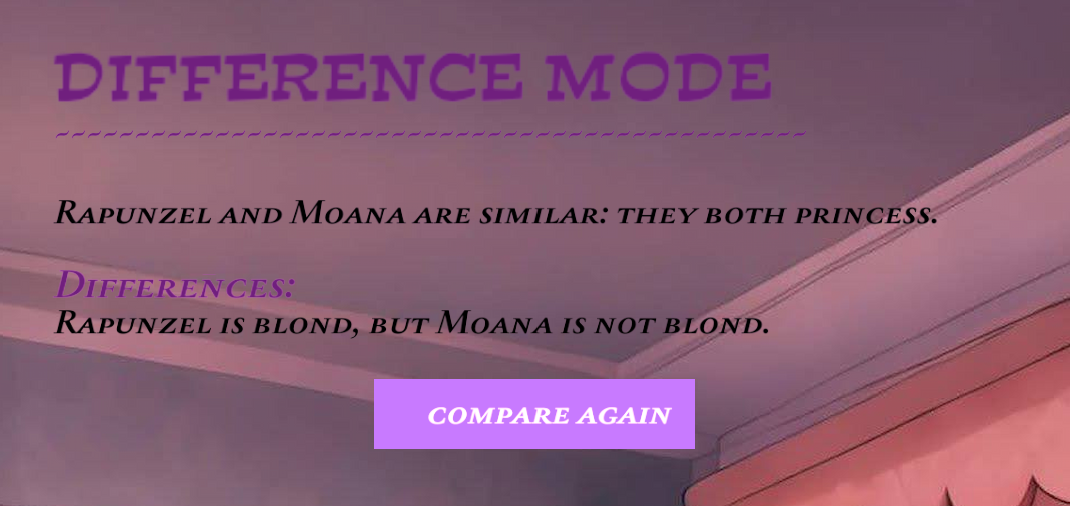 DIFFERENCE MODE
~~~~~~~~~~~~~~~~~~~~~~~~~~~~~~~~~~~~~~~~~~~~~~~
Rapunzel and Moana are similar: they both princess.
Differences:
Rapunzel is blond, but Moana is not blond.
COMPARE AGAIN